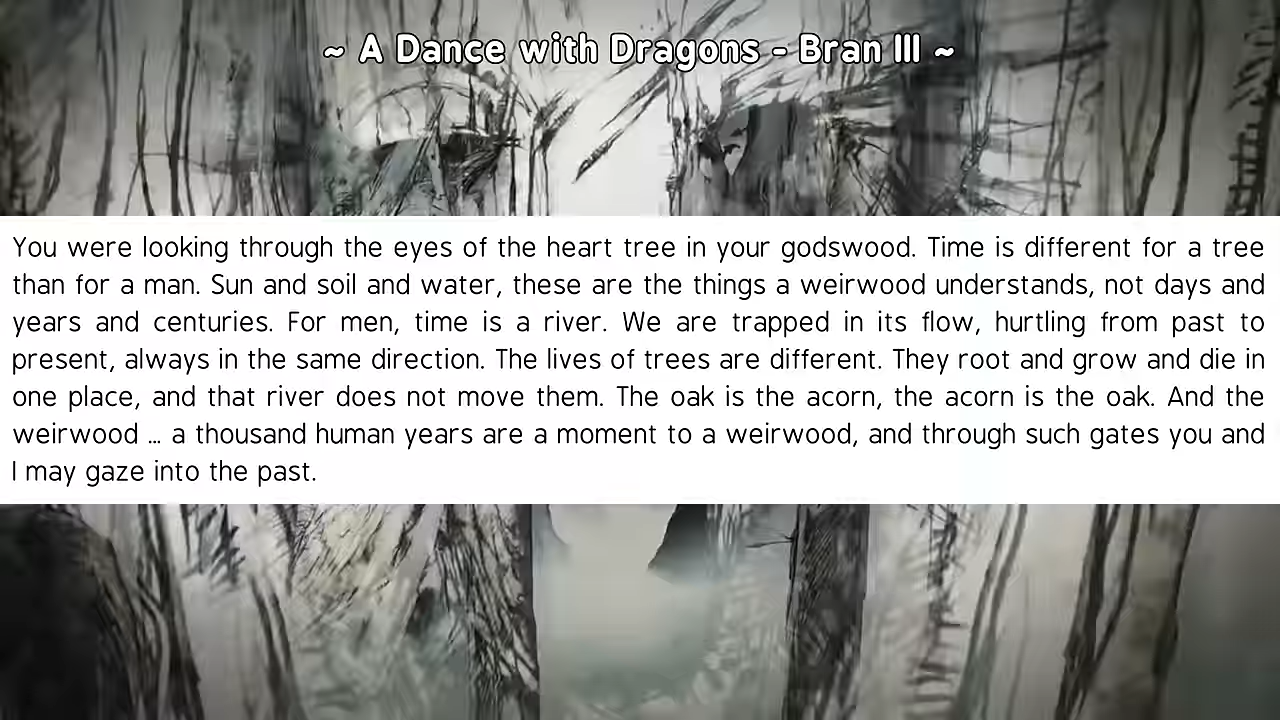 ~ A Dance with Dragons - Bran III ~
You were looking through the eyes of the heart tree in your godswood. Time is different for a tree
than for a man. Sun and soil and water, these are the things a weirwood understands, not days and
years and centuries. For men, time is a river. We are trapped in its flow, hurtling from past to
present, always in the same direction. The lives of trees are different. They root and grow and die in
one place, and that river does not move them. The oak is the acorn, the acorn is the oak. And the
weirwood … a thousand human years are a moment to a weirwood, and through such gates you and
I may gaze into the past.